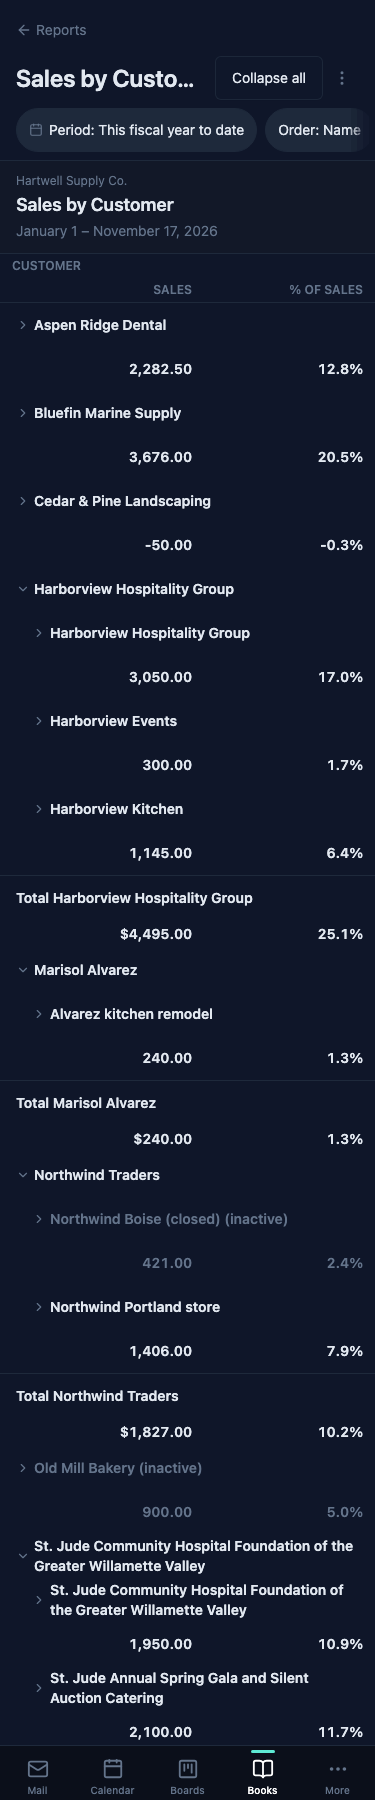 Reports
Sales by Custo...
Collapse all
Period: This fiscal year to date
Order: Name
Hartwell Supply Co.
Sales by Customer
January 1 – November 17, 2026
CUSTOMER
SALES % OF SALES
Aspen Ridge Dental
2,282.50 12.8%
Bluefin Marine Supply
3,676.00 20.5%
Cedar & Pine Landscaping
-50.00 -0.3%
Harborview Hospitality Group
Harborview Hospitality Group
3,050.00 17.0%
Harborview Events
300.00 1.7%
Harborview Kitchen
1,145.00 6.4%
Total Harborview Hospitality Group
$4,495.00 25.1%
Marisol Alvarez
Alvarez kitchen remodel
240.00 1.3%
Total Marisol Alvarez
$240.00 1.3%
Northwind Traders
Northwind Boise (closed) (inactive)
421.00 2.4%
Northwind Portland store
1,406.00 7.9%
Total Northwind Traders
$1,827.00 10.2%
Old Mill Bakery (inactive)
900.00 5.0%
St. Jude Community Hospital Foundation of the
Greater Willamette Valley
St. Jude Community Hospital Foundation of
the Greater Willamette Valley
1,950.00 10.9%
St. Jude Annual Spring Gala and Silent
Auction Catering
2,100.00 11.7%
Mail Calendar Boards Books More